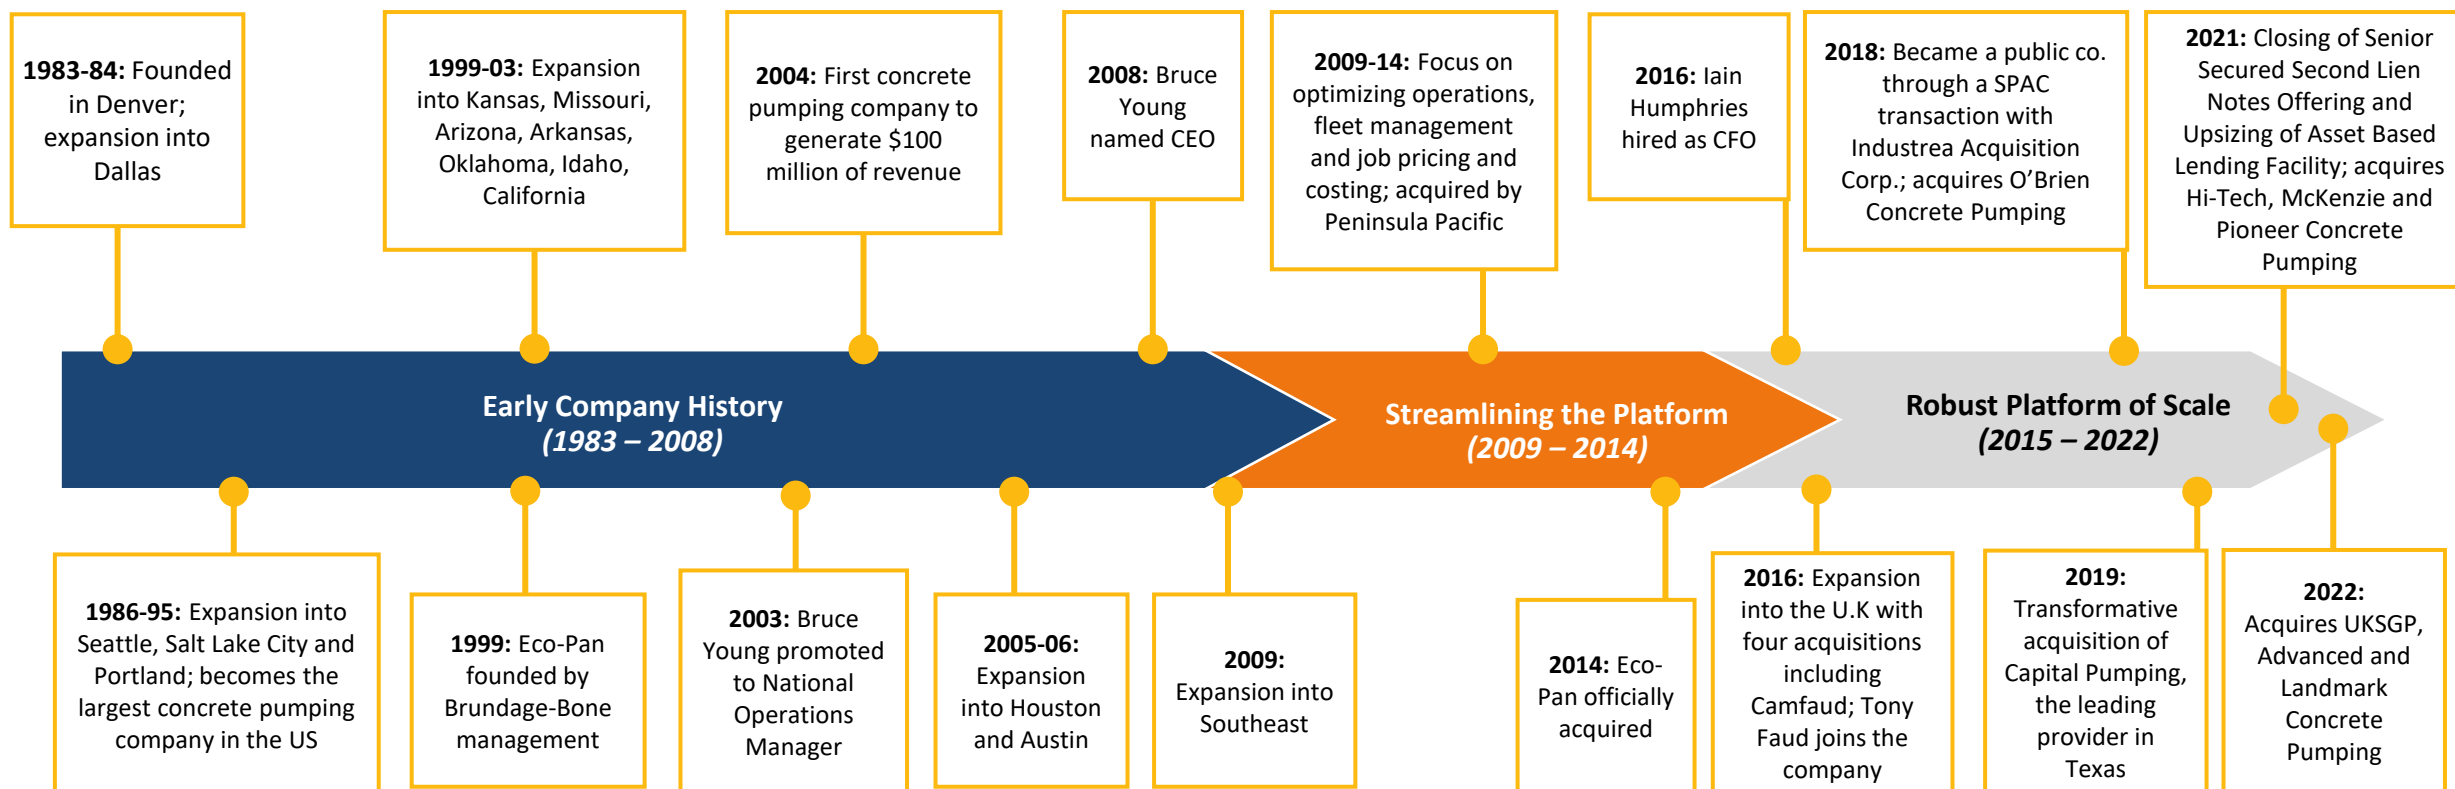 1983-84: Founded
in Denver;
expansion into
Dallas
1999-03: Expansion
into Kansas, Missouri,
Arizona, Arkansas,
Oklahoma, Idaho,
California
2004: First concrete
pumping company to
generate $100
million of revenue
2008: Bruce
Young
named CEO
2009-14: Focus on
optimizing operations,
fleet management
and job pricing and
costing; acquired by
Peninsula Pacific
2016: Iain
Humphries
hired as CFO
2018: Became a public co.
through a SPAC
transaction with
Industrea Acquisition
Corp.; acquires O’Brien
Concrete Pumping
2021: Closing of Senior
Secured Second Lien
Notes Offering and
Upsizing of Asset Based
Lending Facility; acquires
Hi-Tech, McKenzie and
Pioneer Concrete
Pumping
Early Company History
(1983 – 2008)
Streamlining the Platform
(2009 – 2014)
Robust Platform of Scale
(2015 – 2022)
1986-95: Expansion into
Seattle, Salt Lake City and
Portland; becomes the
largest concrete pumping
company in the US
1999: Eco-Pan
founded by
Brundage-Bone
management
2003: Bruce
Young promoted
to National
Operations
Manager
2005-06:
Expansion
into Houston
and Austin
2009:
Expansion into
Southeast
2014: Eco-
Pan officially
acquired
2016: Expansion
into the U.K with
four acquisitions
including
Camfaud; Tony
Faud joins the
company
2019:
Transformative
acquisition of
Capital Pumping,
the leading
provider in
Texas
2022:
Acquires UKSGP,
Advanced and
Landmark
Concrete
Pumping